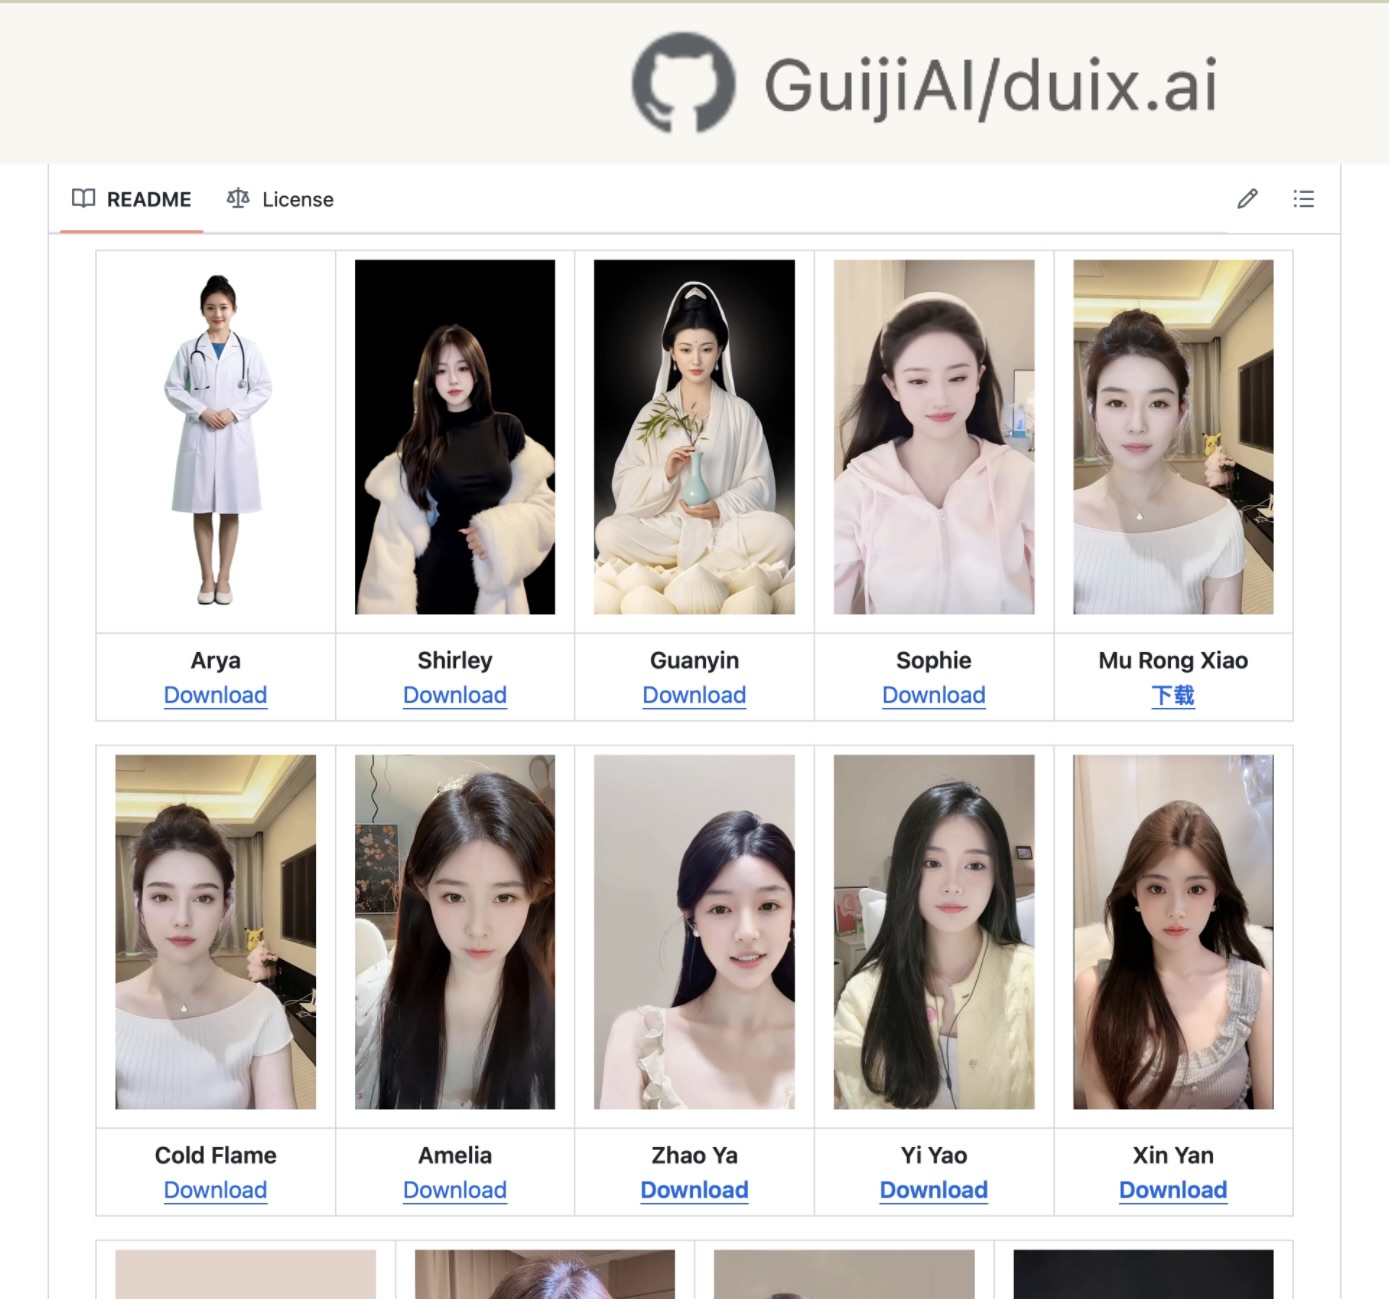 GuijiAI/duix.ai
README
License
Arya
Shirley
Guanyin
Sophie
Mu Rong Xiao
Download
Download
Download
Download
下载
Cold Flame
Amelia
Zhao Ya
Yi Yao
Xin Yan
Download
Download
Download
Download
Download